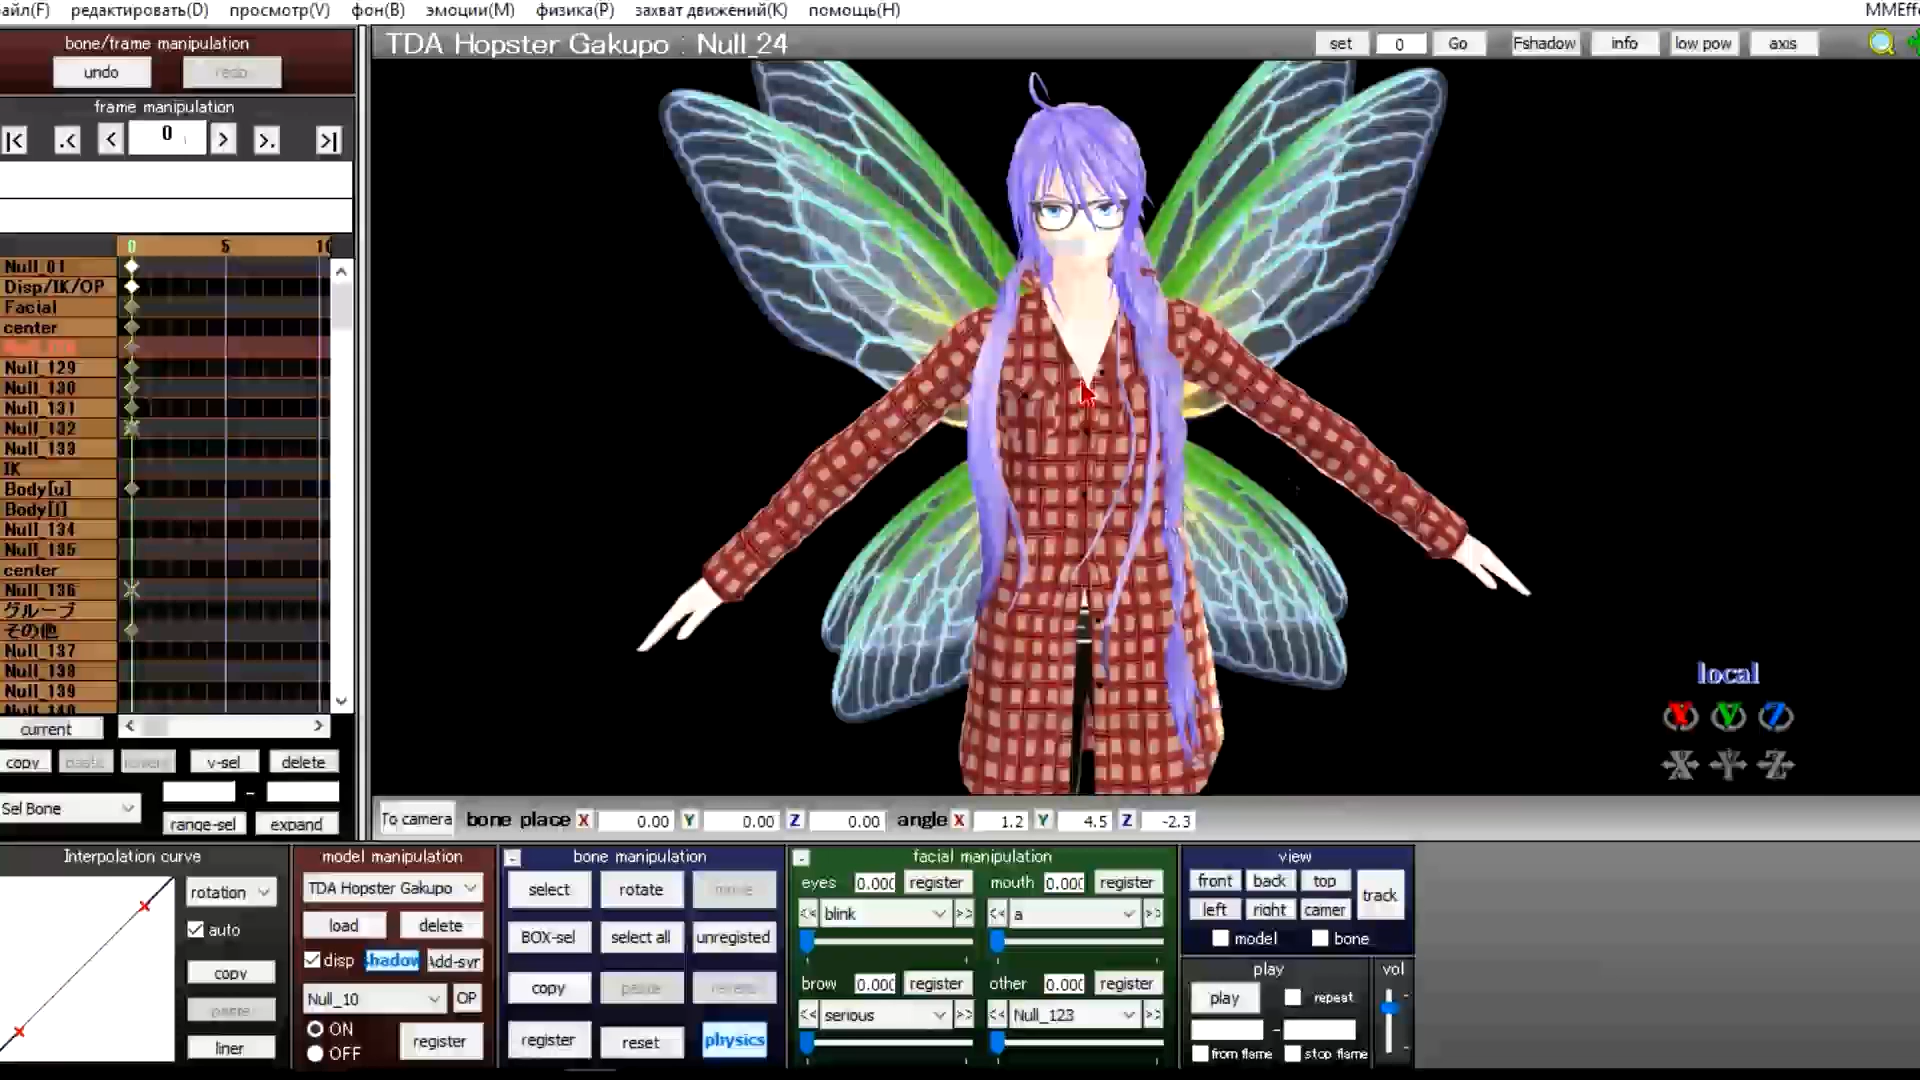 айл(F) редактировать(D) просмотр(V) фон(B) эмоции(M) физика(P) захват движений(K) помощь(H) MMEff
bone/frame manipulation
undo redo
frame manipulation
|< .< < 0 > >. >|
TDA Hopster Gakupo : Null_24
set 0 Go Fshadow info low pow axis
0 5 10
Null_01
Disp/IK/OP
Facial
center
Null_129
Null_130
Null_131
Null_132
Null_133
IK
Body[u]
Body[l]
Null_134
Null_135
center
Null_136
グループ
その他
Null_137
Null_138
Null_139
Null_140
current < >
copy paste v-sel delete
-
Sel Bone
range-sel expand
local
X Y Z
X Y Z
To camera bone place X 0.00 Y 0.00 Z 0.00 angle X 1.2 Y 4.5 Z -2.3
Interpolation curve
rotation
auto
copy
paste
liner
model manipulation
TDA Hopster Gakupo
load delete
disp hadow Add-svr
Null_10 OP
ON
OFF
register
- bone manipulation
select rotate move
BOX-sel select all unregisted
copy paste
register reset physics
- facial manipulation
eyes 0.000 register mouth 0.000 register
<< blink >> << a >>
brow 0.000 register other 0.000 register
<< serious >> << Null_123 >>
view
front back top
left right camer
track
model bone
play
play repeat
-
from flame stop flame
vol